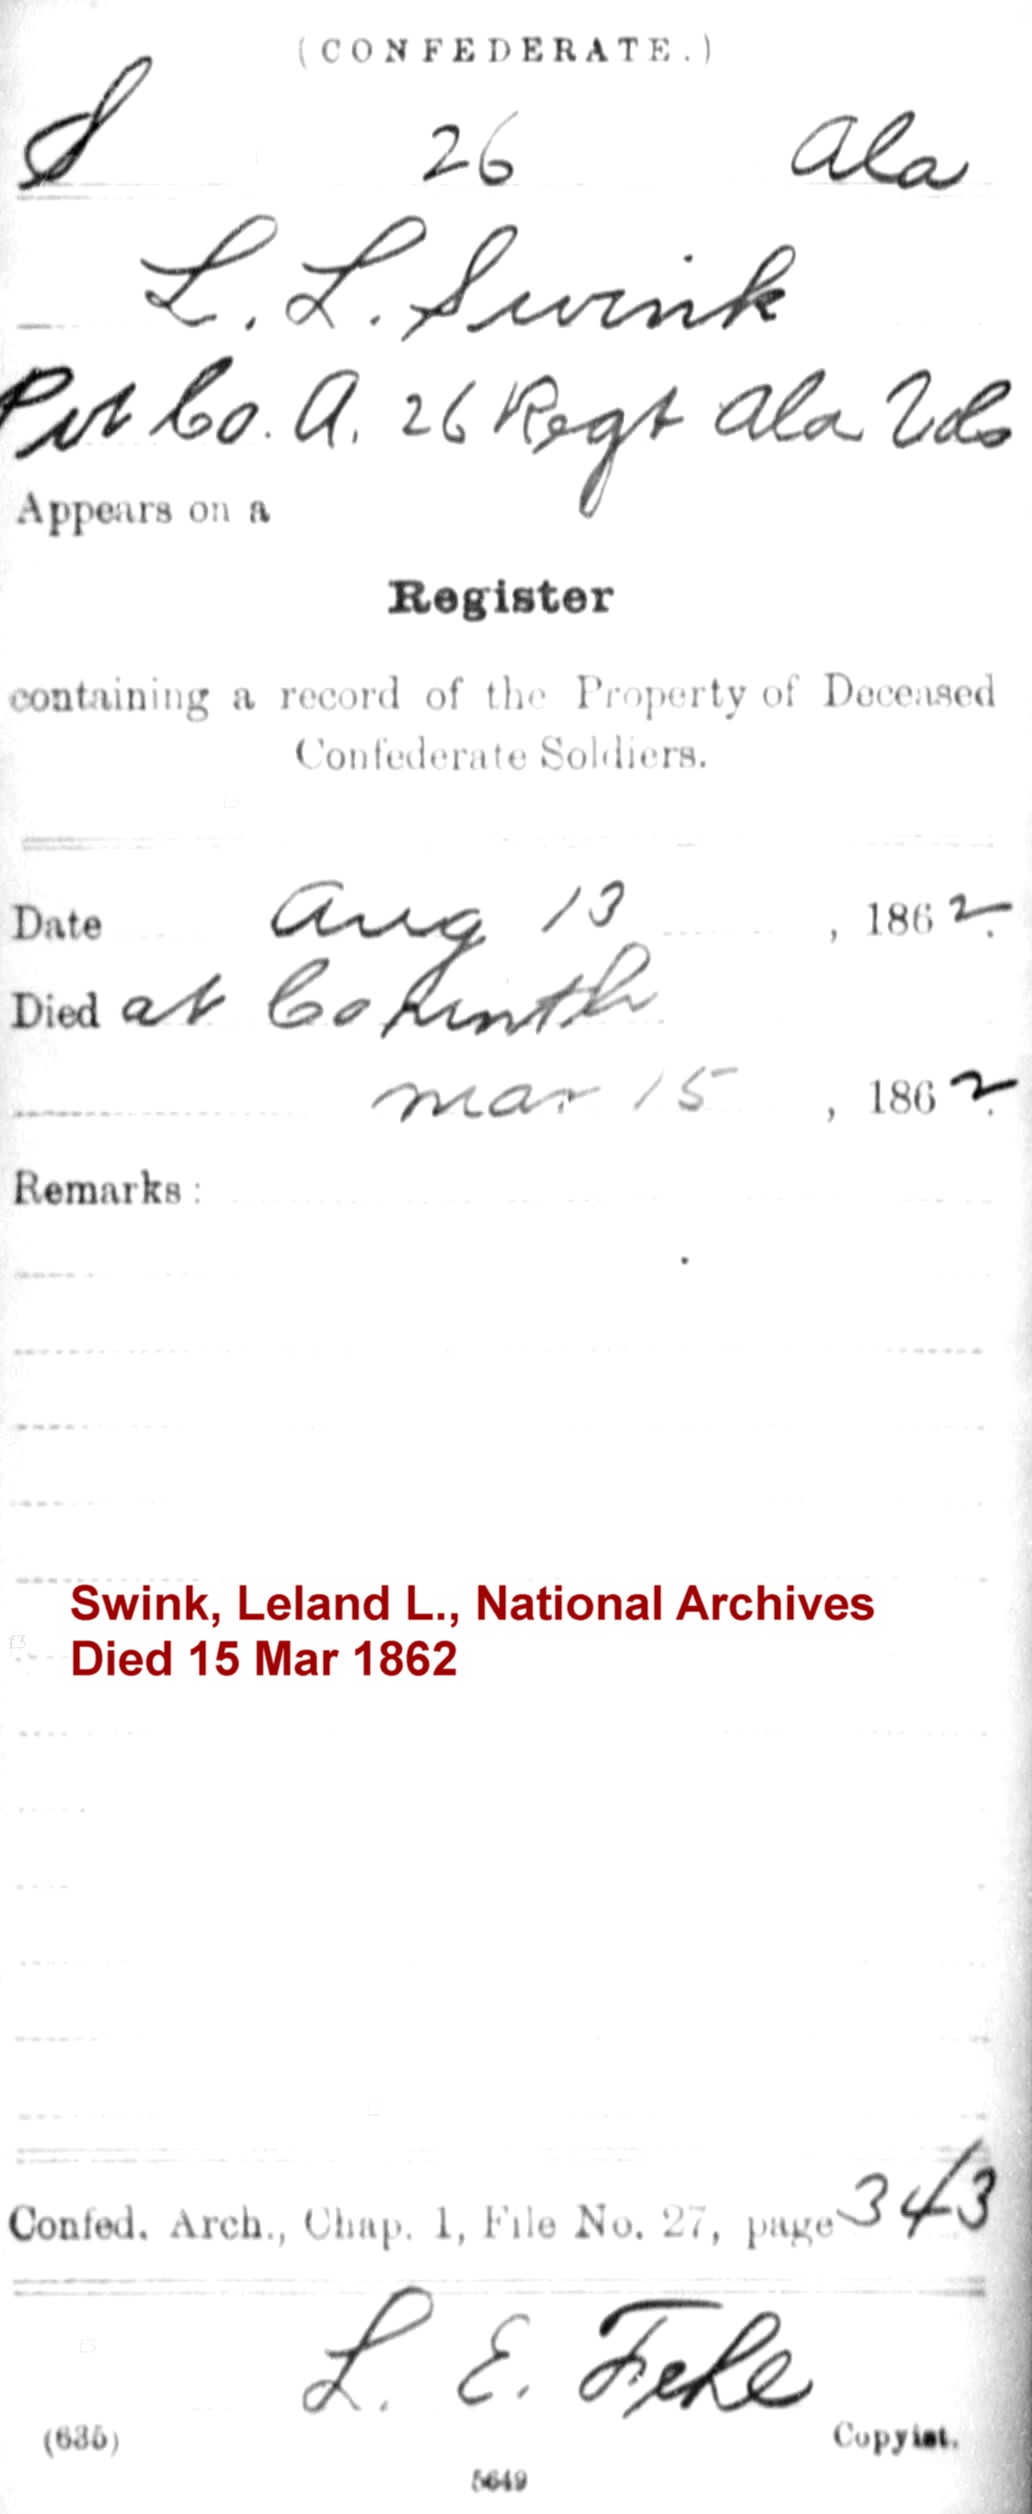 (CONFEDERATE.)
S 26 Ala
L. L. Swink
Pvt Co. A. 26 Regt Ala Vols
Appears on a
Register
containing a record of the Property of Deceased
Confederate Soldiers.
Date Aug 13, 1862.
Died at Corinth
Mar 15, 1862.
Remarks:
Swink, Leland L., National Archives
Died 15 Mar 1862
Confed. Arch., Chap. 1, File No. 27, page 343
L. E.
(635) Copyist.
5649